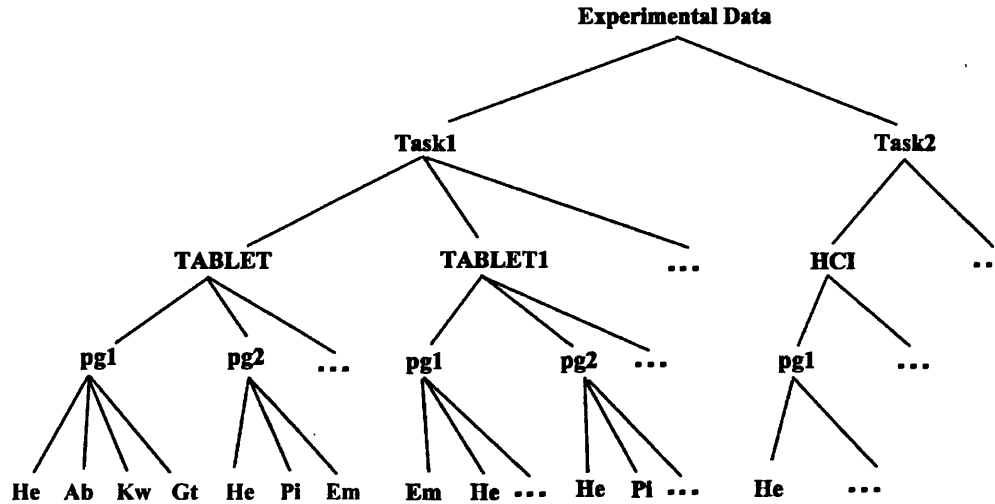 Experimental Data
Task1 Task2
TABLET TABLET1 ... HCI ..
pg1 pg2 ... pg1 pg2 ... pg1 ...
He Ab Kw Gt He Pi Em Em He ... He Pi ... He ...